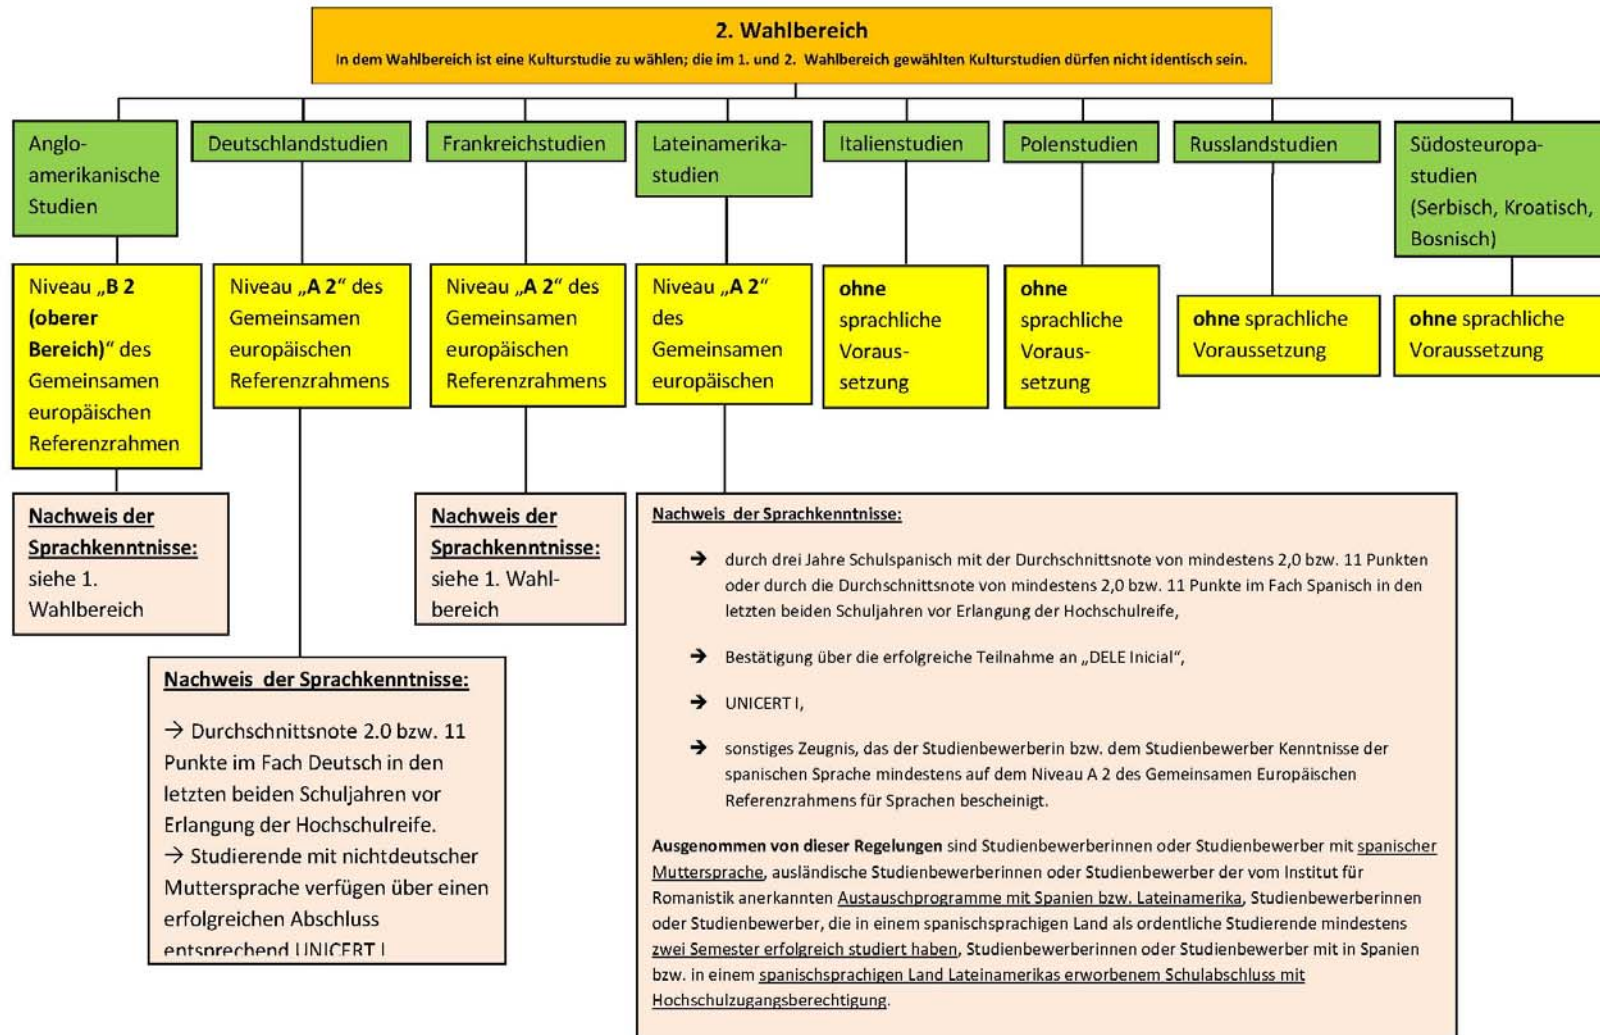 2. Wahlbereich
In dem Wahlbereich ist eine Kulturstudie zu wählen; die im 1. und 2. Wahlbereich gewählten Kulturstudien dürfen nicht identisch sein.
Anglo-
amerikanische
Studien
Deutschlandstudien
Frankreichstudien
Lateinamerika-
studien
Italienstudien
Polenstudien
Russlandstudien
Südosteuropa-
studien
(Serbisch, Kroatisch,
Bosnisch)
Niveau „B 2
(oberer
Bereich)“ des
Gemeinsamen
europäischen
Referenzrahmen
Niveau „A 2“ des
Gemeinsamen
europäischen
Referenzrahmens
Niveau „A 2“ des
Gemeinsamen
europäischen
Referenzrahmens
Niveau „A 2“
des
Gemeinsamen
europäischen
ohne
sprachliche
Voraus-
setzung
ohne
sprachliche
Voraus-
setzung
ohne sprachliche
Voraussetzung
ohne sprachliche
Voraussetzung
Nachweis der
Sprachkenntnisse:
siehe 1.
Wahlbereich
Nachweis der Sprachkenntnisse:
→ Durchschnittsnote 2.0 bzw. 11
Punkte im Fach Deutsch in den
letzten beiden Schuljahren vor
Erlangung der Hochschulreife.
→ Studierende mit nichtdeutscher
Muttersprache verfügen über einen
erfolgreichen Abschluss
entsprechend UNICERT I
Nachweis der
Sprachkenntnisse:
siehe 1. Wahl-
bereich
Nachweis der Sprachkenntnisse:
→ durch drei Jahre Schulspanisch mit der Durchschnittsnote von mindestens 2,0 bzw. 11 Punkten
oder durch die Durchschnittsnote von mindestens 2,0 bzw. 11 Punkte im Fach Spanisch in den
letzten beiden Schuljahren vor Erlangung der Hochschulreife,
→ Bestätigung über die erfolgreiche Teilnahme an „DELE Inicial“,
→ UNICERT I,
→ sonstiges Zeugnis, das der Studienbewerberin bzw. dem Studienbewerber Kenntnisse der
spanischen Sprache mindestens auf dem Niveau A 2 des Gemeinsamen Europäischen
Referenzrahmens für Sprachen bescheinigt.
Ausgenommen von dieser Regelungen sind Studienbewerberinnen oder Studienbewerber mit spanischer
Muttersprache, ausländische Studienbewerberinnen oder Studienbewerber der vom Institut für
Romanistik anerkannten Austauschprogramme mit Spanien bzw. Lateinamerika, Studienbewerberinnen
oder Studienbewerber, die in einem spanischsprachigen Land als ordentliche Studierende mindestens
zwei Semester erfolgreich studiert haben, Studienbewerberinnen oder Studienbewerber mit in Spanien
bzw. in einem spanischsprachigen Land Lateinamerikas erworbenem Schulabschluss mit
Hochschulzugangsberechtigung.